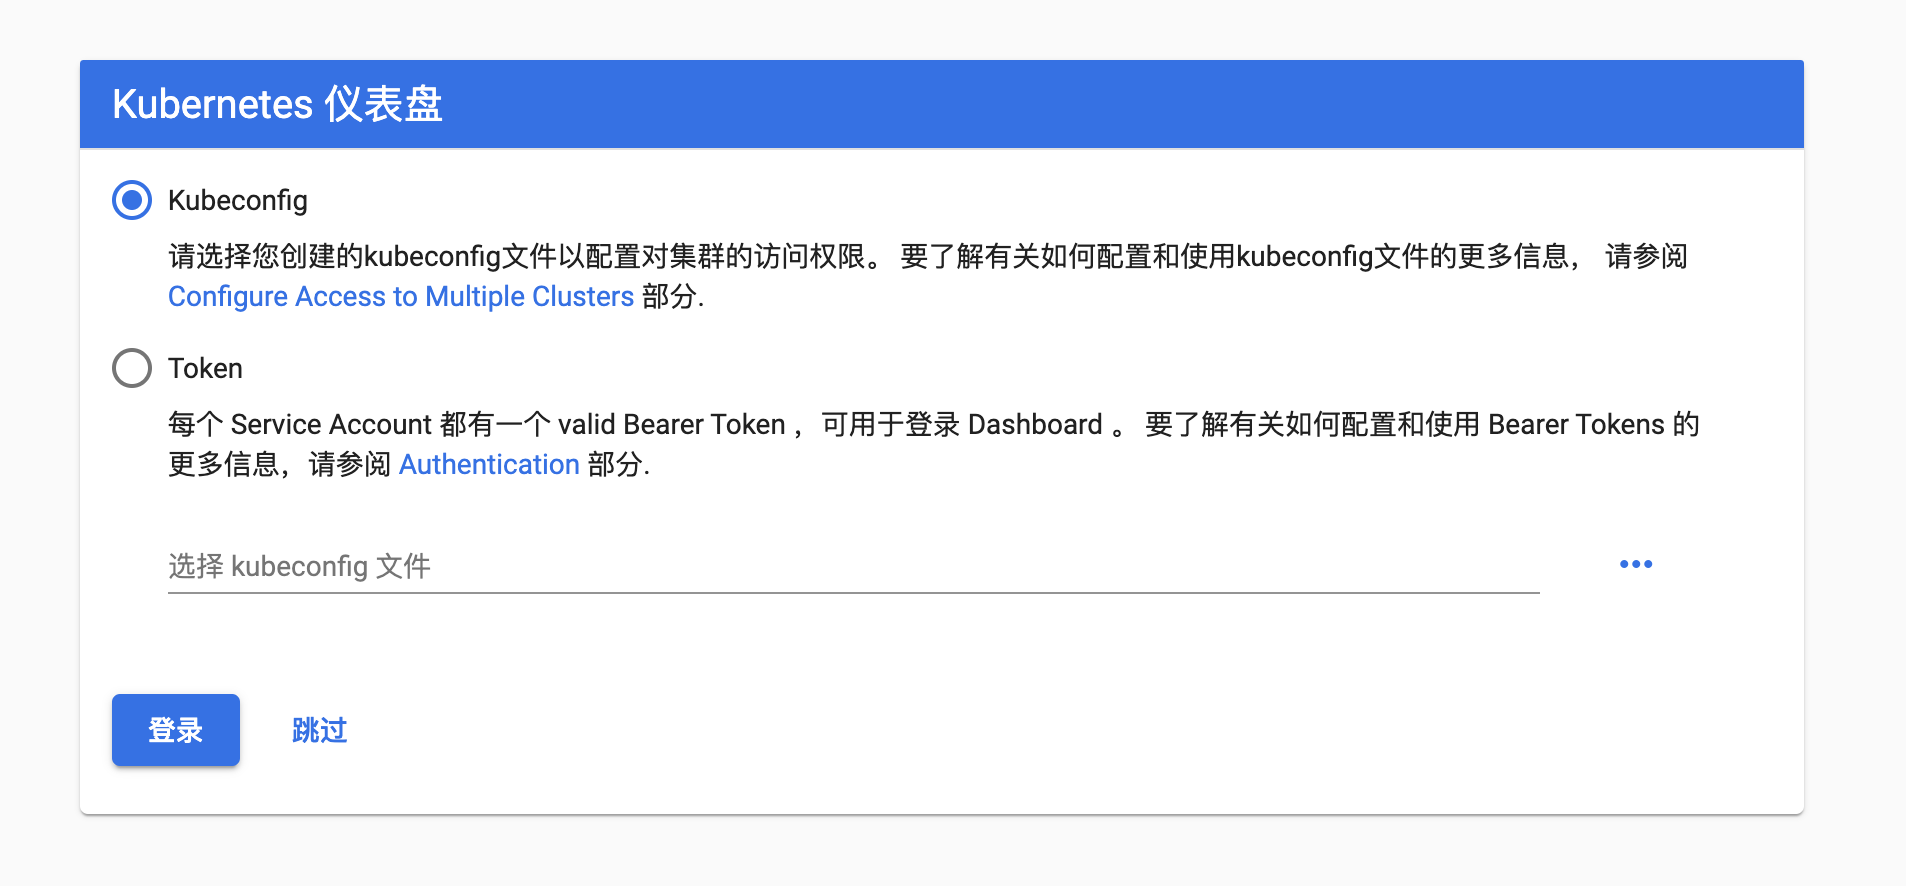 Kubernetes 仪表盘
Kubeconfig
请选择您创建的kubeconfig文件以配置对集群的访问权限。 要了解有关如何配置和使用kubeconfig文件的更多信息， 请参阅
Configure Access to Multiple Clusters 部分.
Token
每个 Service Account 都有一个 valid Bearer Token ，可用于登录 Dashboard 。 要了解有关如何配置和使用 Bearer Tokens 的
更多信息，请参阅 Authentication 部分.
选择 kubeconfig 文件
登录 跳过